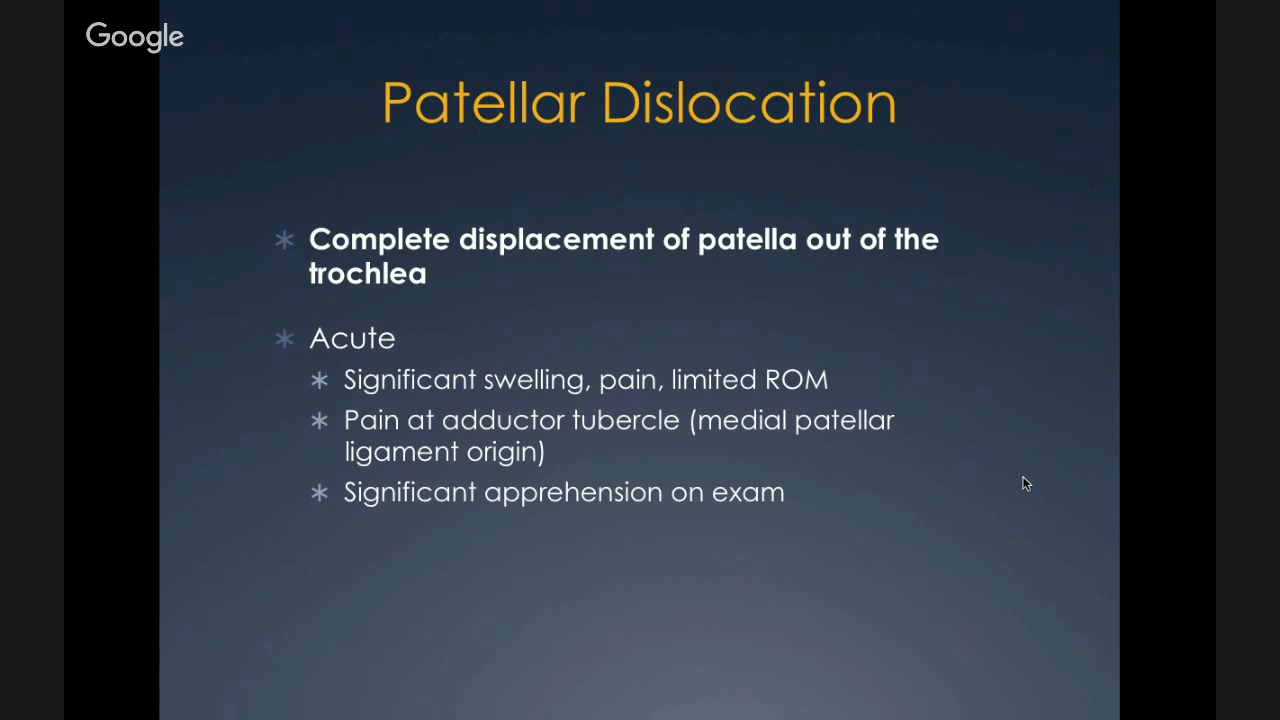 Google
Patellar Dislocation
* Complete displacement of patella out of the
trochlea
* Acute
* Significant swelling, pain, limited ROM
* Pain at adductor tubercle (medial patellar
ligament origin)
* Significant apprehension on exam